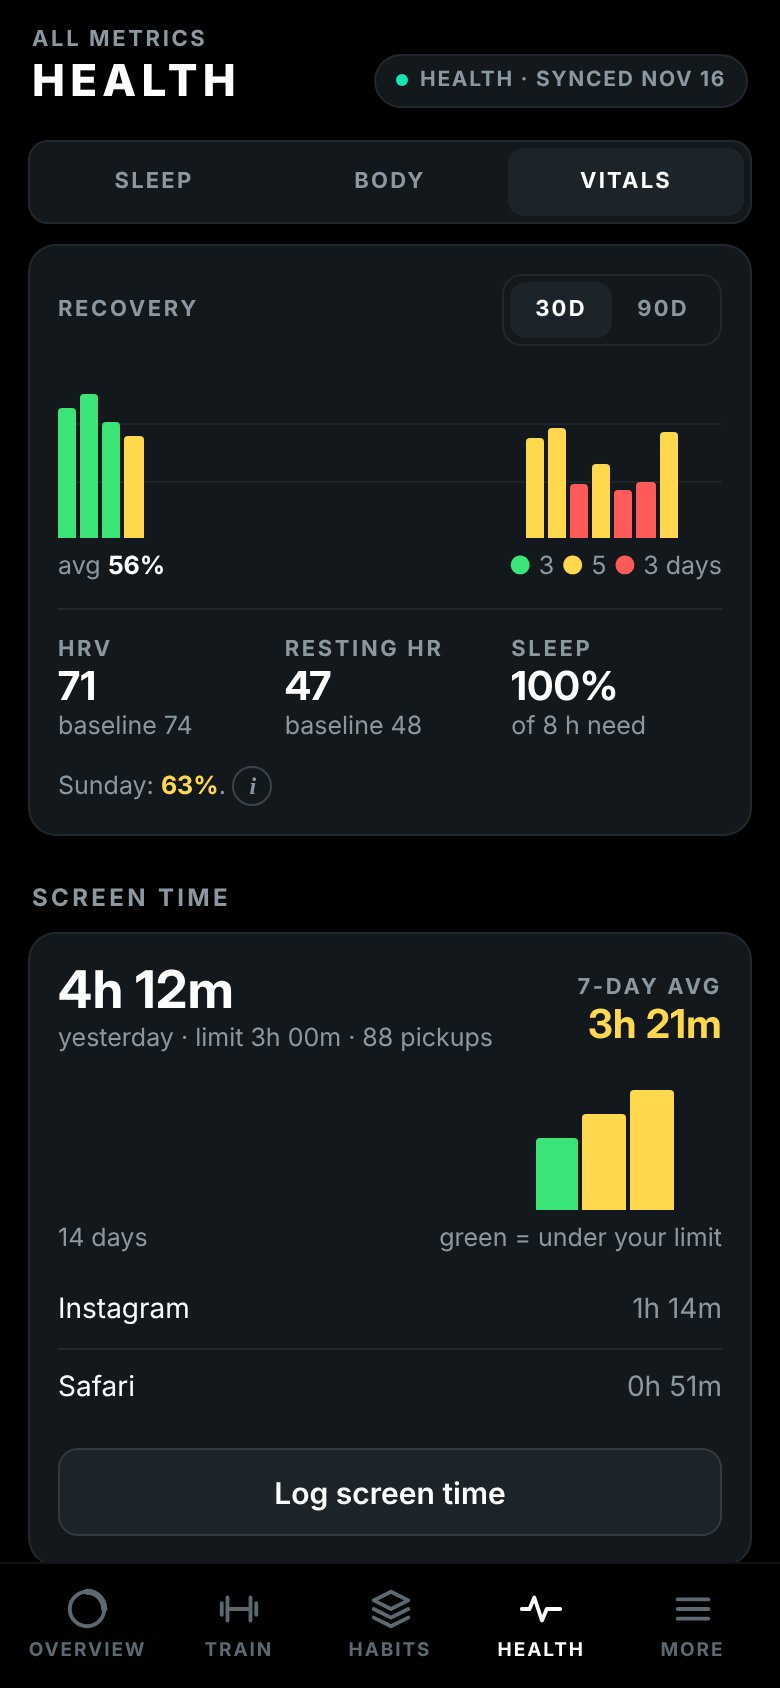 ALL METRICS
HEALTH
HEALTH · SYNCED NOV 16
SLEEP BODY VITALS
RECOVERY
30D 90D
avg 56%
3 5 3 days
HRV RESTING HR SLEEP
71 47 100%
baseline 74 baseline 48 of 8 h need
Sunday: 63%. i
SCREEN TIME
4h 12m
yesterday · limit 3h 00m · 88 pickups
7-DAY AVG
3h 21m
14 days green = under your limit
Instagram 1h 14m
Safari 0h 51m
Log screen time
OVERVIEW TRAIN HABITS HEALTH MORE